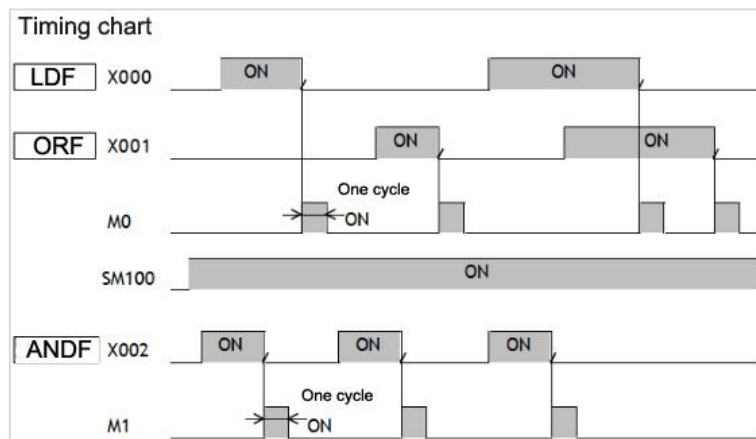 Timing chart
LDF X000 ON ON
ORF X001 ON ON
One cycle
M0 ON
SM100 ON
ANDF X002 ON ON ON
One cycle
M1 ON